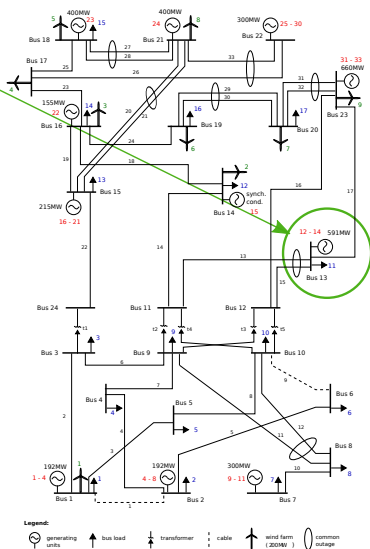 5 400MW 23 15
400MW 24 8
300MW 25 - 30
Bus 18
Bus 21
Bus 22
27
28
33
Bus 17
25
26
31 - 33
660MW
4
23
155MW
22
14 3
20
21
29
30
31
32
9
Bus 23
16
17
Bus 16
Bus 19
Bus 20
24
6
7
18
19
2
13
12
synch.
cond.
16
17
Bus 15
215MW
16 - 21
Bus 14 15
12 - 14 591MW
22
14
13
11
Bus 13
15
Bus 24
Bus 11
Bus 12
t1
t2
t4
t3
t5
3
9
10
Bus 3
Bus 9
Bus 10
6
7
9
8
Bus 4
4
Bus 5
5
Bus 6
6
2
4
3
5
11
12
Bus 8
8
192MW
1 - 4
1
1
192MW
4 - 8
2
300MW
9 - 11
7
10
Bus 1
Bus 2
Bus 7
1
Legend:
generating
units
bus load
transformer
cable
wind farm
(200MW)
common
outage